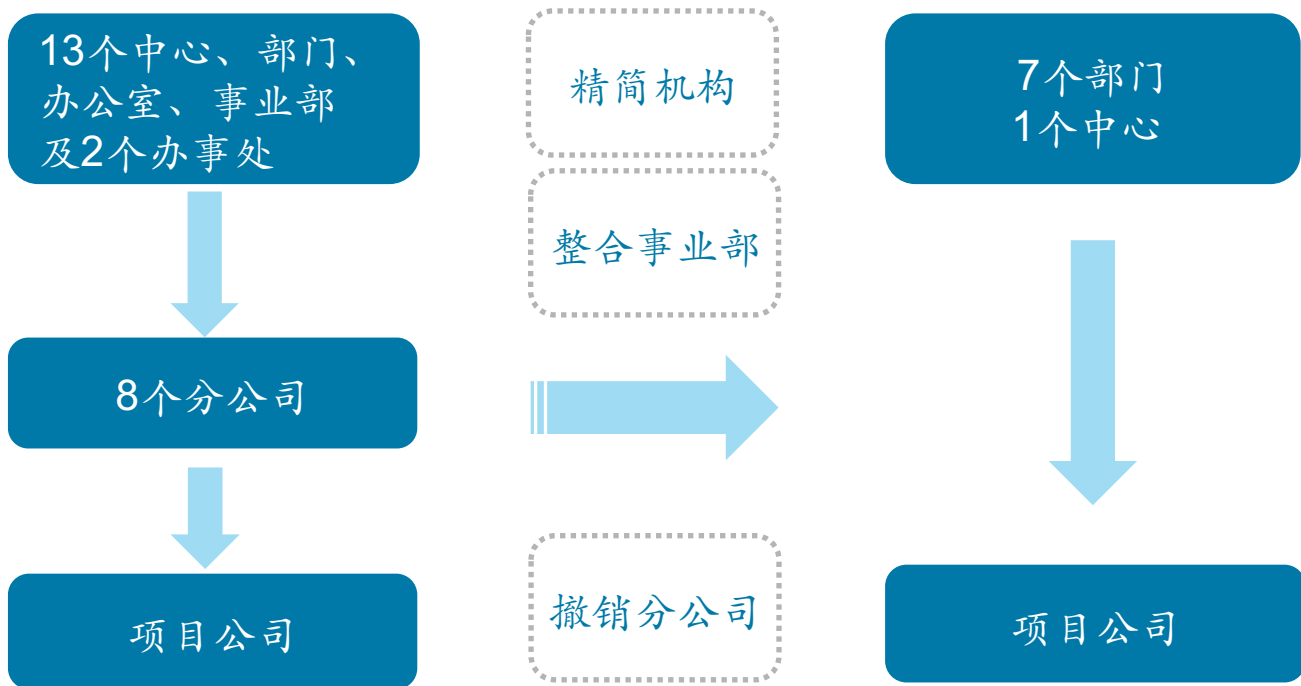 13个中心、部门、
办公室、事业部
及2个办事处
8个分公司
项目公司
精简机构
整合事业部
撤销分公司
7个部门
1个中心
项目公司